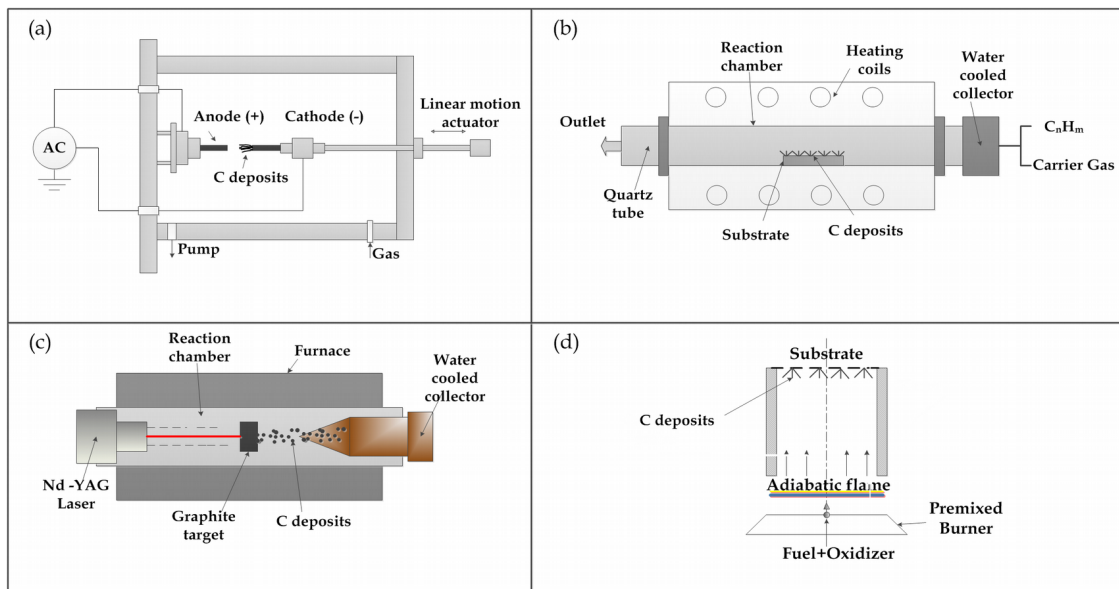 (a)
Anode (+)
Cathode (-)
Linear motion
actuator
AC
C deposits
Pump
Gas
(b)
Reaction
chamber
Heating
coils
Water
cooled
collector
Outlet
CnHm
Carrier Gas
Quartz
tube
Substrate
C deposits
(c)
Reaction
chamber
Furnace
Water
cooled
collector
Nd -YAG
Laser
Graphite
target
C deposits
(d)
Substrate
C deposits
Adiabatic flame
Premixed
Burner
Fuel+Oxidizer